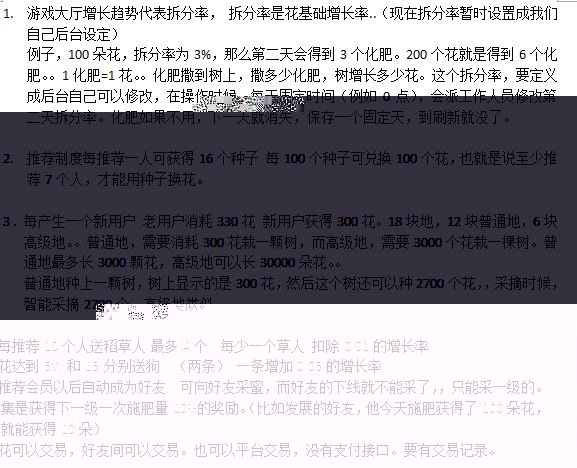 1. 游戏大厅增长趋势代表拆分率， 拆分率是花基础增长率..（现在拆分率暂时设置成我们
自己后台设定）
例子，100 朵花，拆分率为 3%，那么第二天会得到 3 个化肥。200 个花就是得到 6 个化
肥。。1 化肥=1 花。。化肥撒到树上，撒多少化肥，树增长多少花。这个拆分率，要定义
成后台自己可以修改，在操作时候，每天固定时间（例如 0 点），会派工作人员修改第
二天拆分率。化肥如果不用，下一天就消失，保存一个固定天，到刷新就没了。
2. 推荐制度每推荐一人可获得 16 个种子 每 100 个种子可兑换 100 个花，也就是说至少推
荐 7 个人，才能用种子换花。
3 . 每产生一个新用户 老用户消耗 330 花 新用户获得 300 花。18 块地，12 块普通地，6 块
高级地。。普通地，需要消耗 300 花栽一颗树，而高级地，需要 3000 个花栽一棵树。普
通地最多长 3000 颗花，高级地可以长 30000 朵花。。
普通地种上一颗树，树上显示的是 300 花，然后这个树还可以种 2700 个花，，采摘时候，
智能采摘 2700 个，高级地类似
每推荐 个人送稻草人 最多 个 每少一个草人 扣除 的增长率
花达到 和 15 分别送狗 （两条） 一条增加 的增长率
推荐会员以后自动成为好友 可向好友采蜜，而好友的下线就不能采了，，只能采一级的。
集是获得下一级一次施肥量 的奖励。（比如发展的好友，他今天施肥获得了 朵花，
就能获得 朵）
花可以交易，好友间可以交易。也可以平台交易，没有支付接口。要有交易记录。